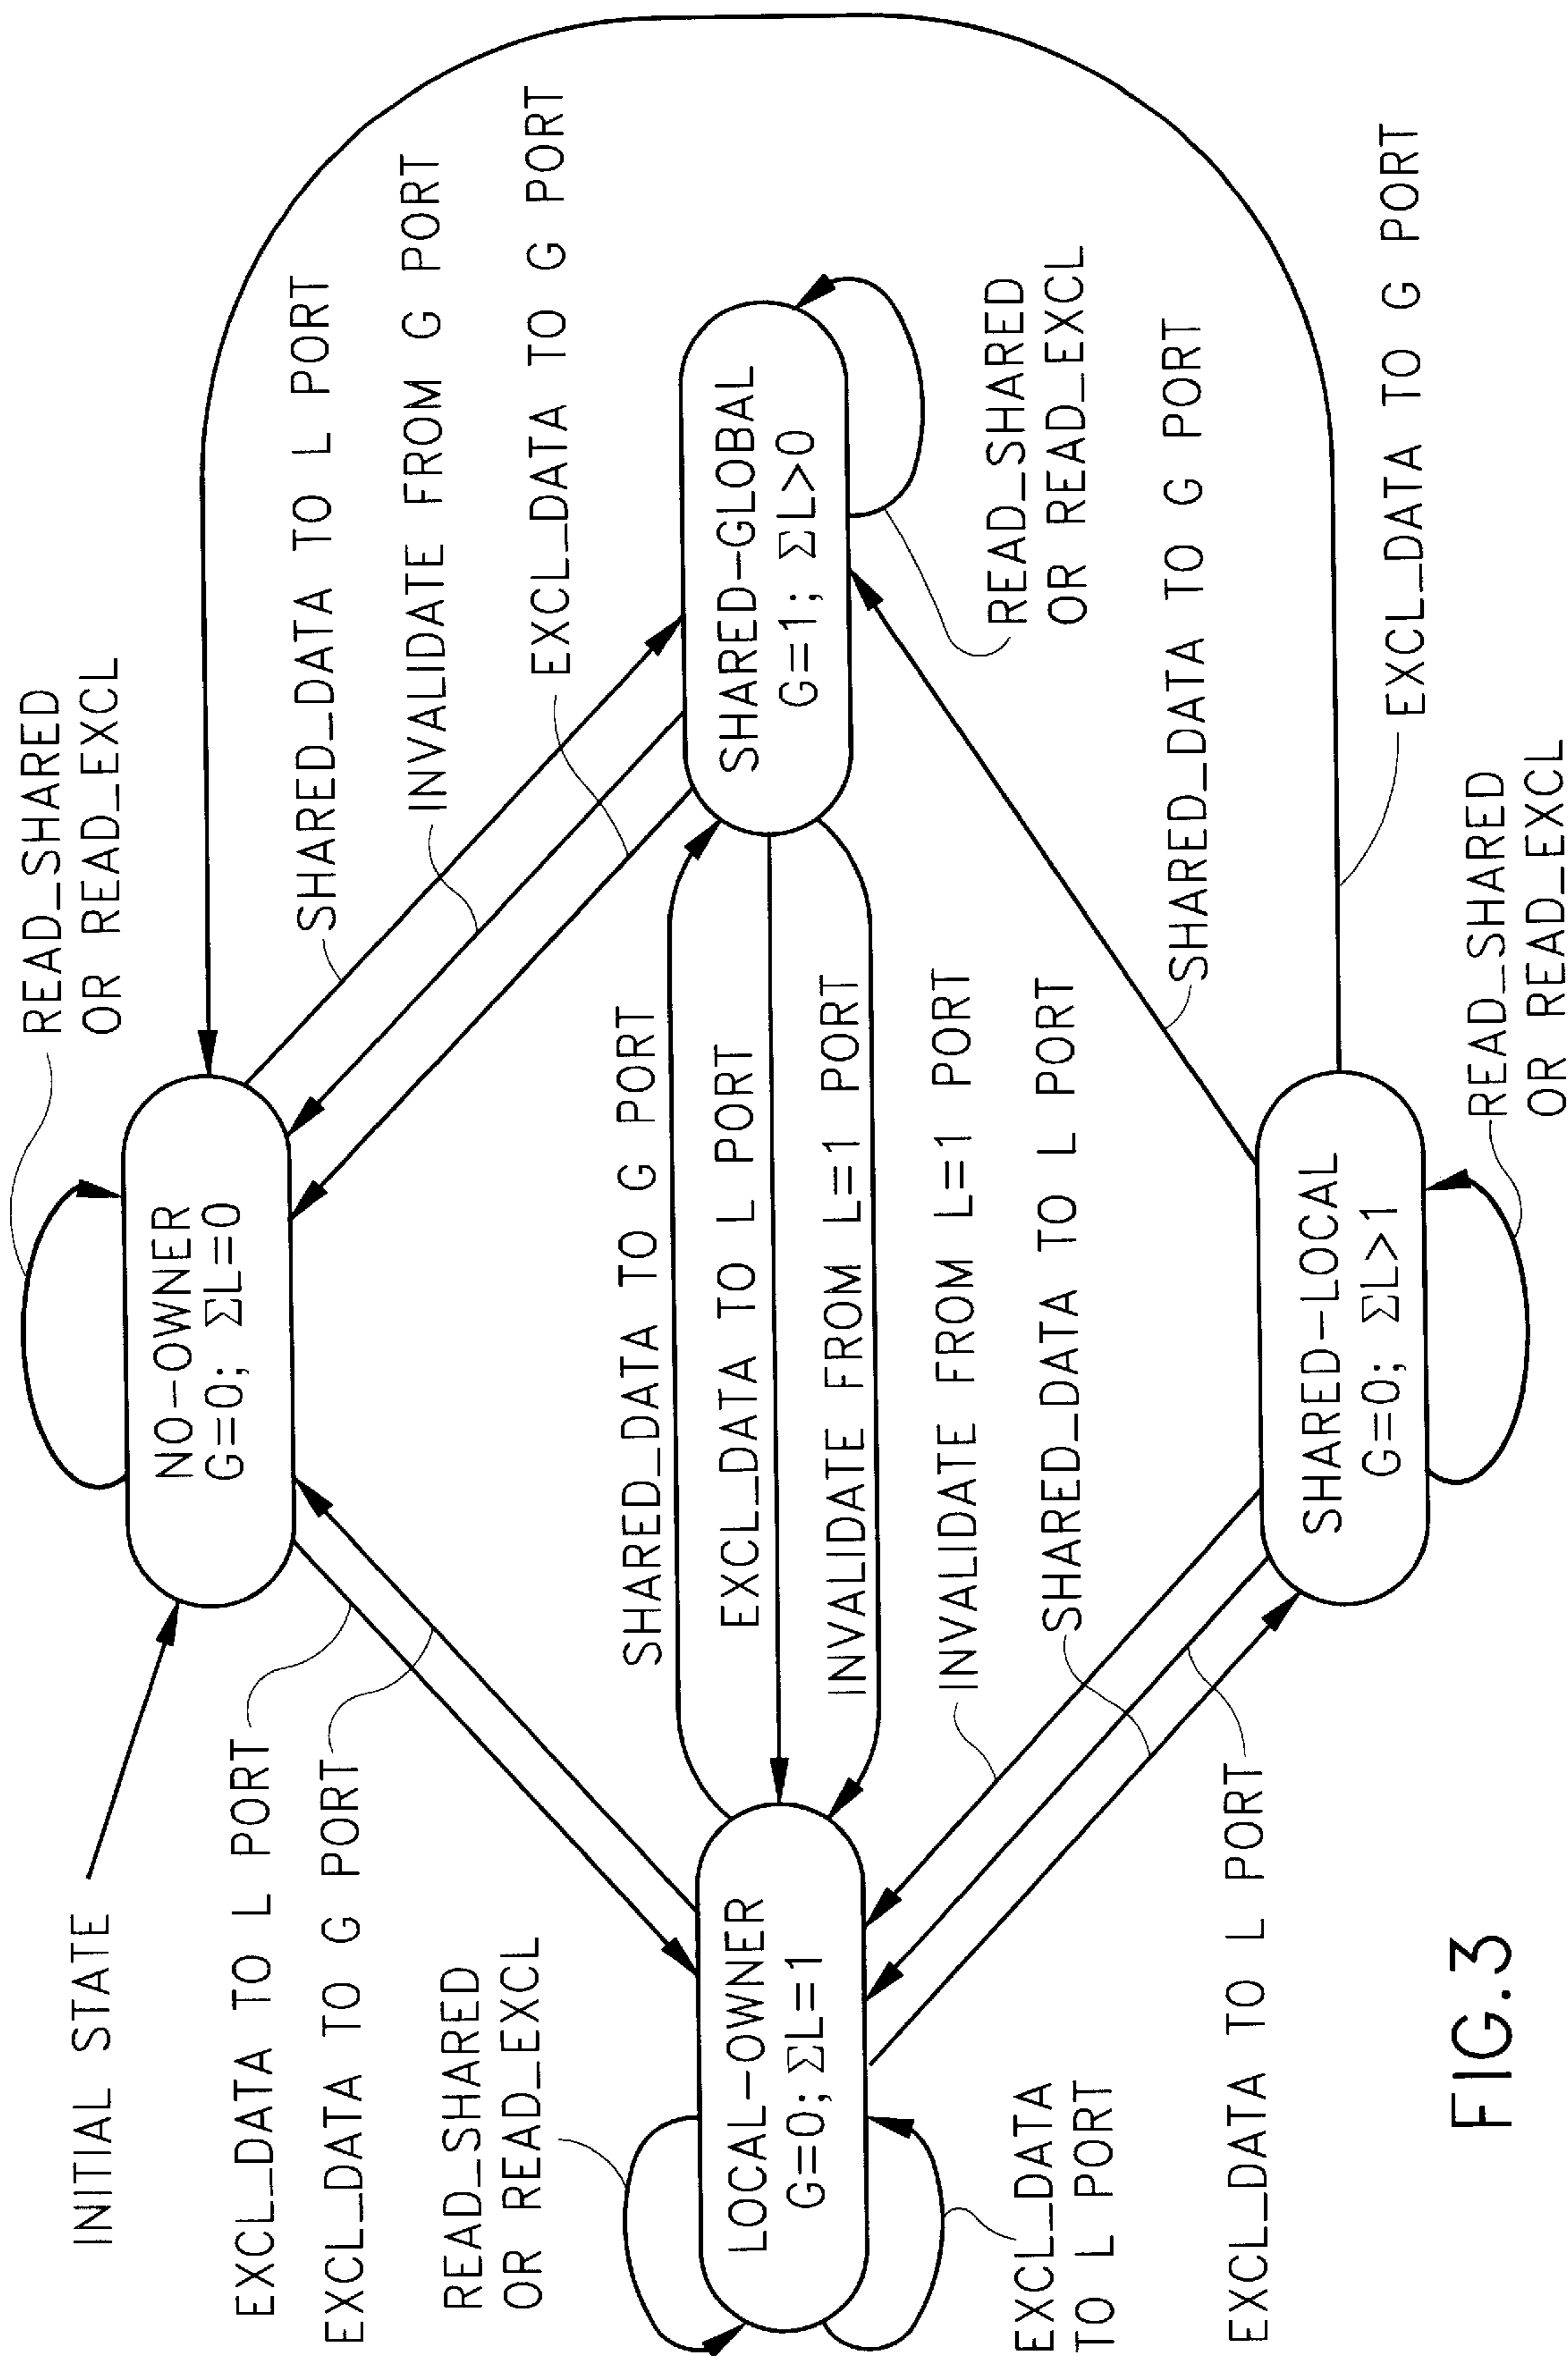 INITIAL STATE
READ_SHARED
OR READ_EXCL
NO-OWNER
G=0; ΣL=0
EXCL_DATA TO L PORT
EXCL_DATA TO G PORT
SHARED_DATA TO L PORT
INVALIDATE FROM G PORT
EXCL_DATA TO G PORT
READ_SHARED
OR READ_EXCL
SHARED_DATA TO G PORT
LOCAL-OWNER
G=0; ΣL=1
EXCL_DATA TO L PORT
SHARED-GLOBAL
G=1; ΣL>0
INVALIDATE FROM L=1 PORT
INVALIDATE FROM L=1 PORT
READ_SHARED
OR READ_EXCL
EXCL_DATA
TO L PORT
SHARED_DATA TO L PORT
SHARED_DATA TO G PORT
EXCL_DATA TO L PORT
SHARED-LOCAL
G=0; ΣL>1
EXCL_DATA TO G PORT
READ_SHARED
OR READ_EXCL
FIG.3